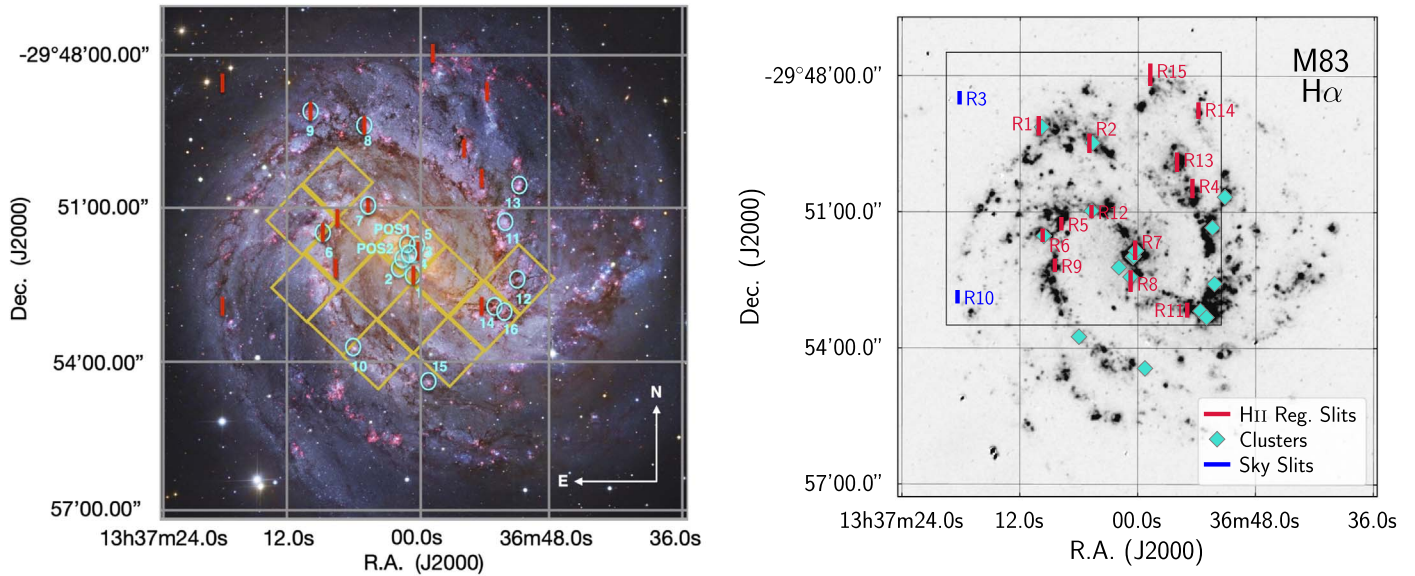 -29°48'00.00"
51'00.00"
54'00.00"
57'00.00"
Dec. (J2000)
13h37m24.0s 12.0s 00.0s 36m48.0s 36.0s
R.A. (J2000)
9
8
13
7
11
POS1
5
POS2
6
2
12
14
16
10
15
N
E
M83
Hα
-29°48'00.0"
51'00.0"
54'00.0"
57'00.0"
Dec. (J2000)
R15
R3
R14
R1
R2
R13
R4
R12
R5
R6
R7
R9
R8
R10
R11
HII Reg. Slits
Clusters
Sky Slits
13h37m24.0s 12.0s 00.0s 36m48.0s 36.0s
R.A. (J2000)